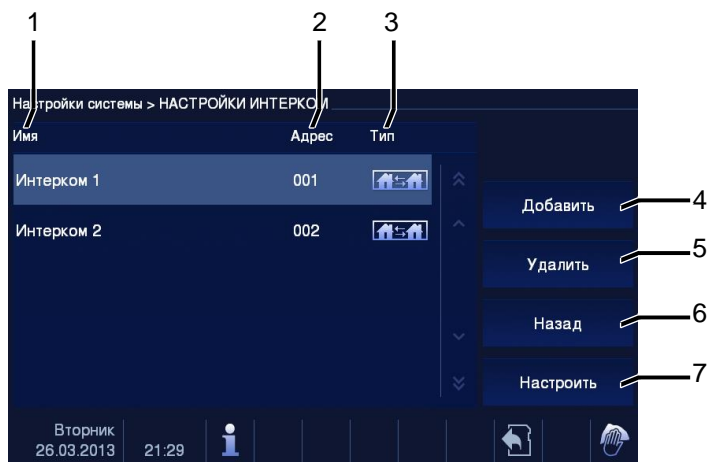 1 2 3
Настройки системы > НАСТРОЙКИ ИНТЕРКОМ
Имя Адрес Тип
Интерком 1 001
Интерком 2 002
Добавить 4
Удалить 5
Назад 6
Настроить 7
Вторник
26.03.2013 21:29